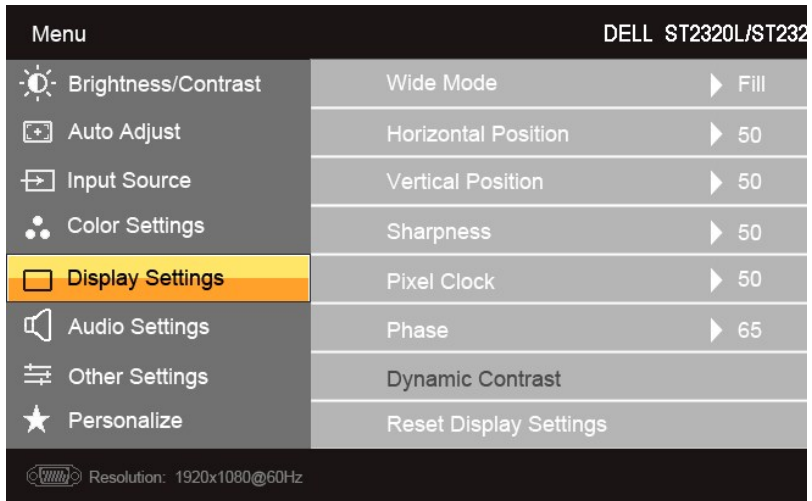 Menu DELL ST2320L/ST232
Brightness/Contrast
Auto Adjust
Input Source
Color Settings
Display Settings
Audio Settings
Other Settings
Personalize
Wide Mode Fill
Horizontal Position 50
Vertical Position 50
Sharpness 50
Pixel Clock 50
Phase 65
Dynamic Contrast
Reset Display Settings
Resolution: 1920x1080@60Hz